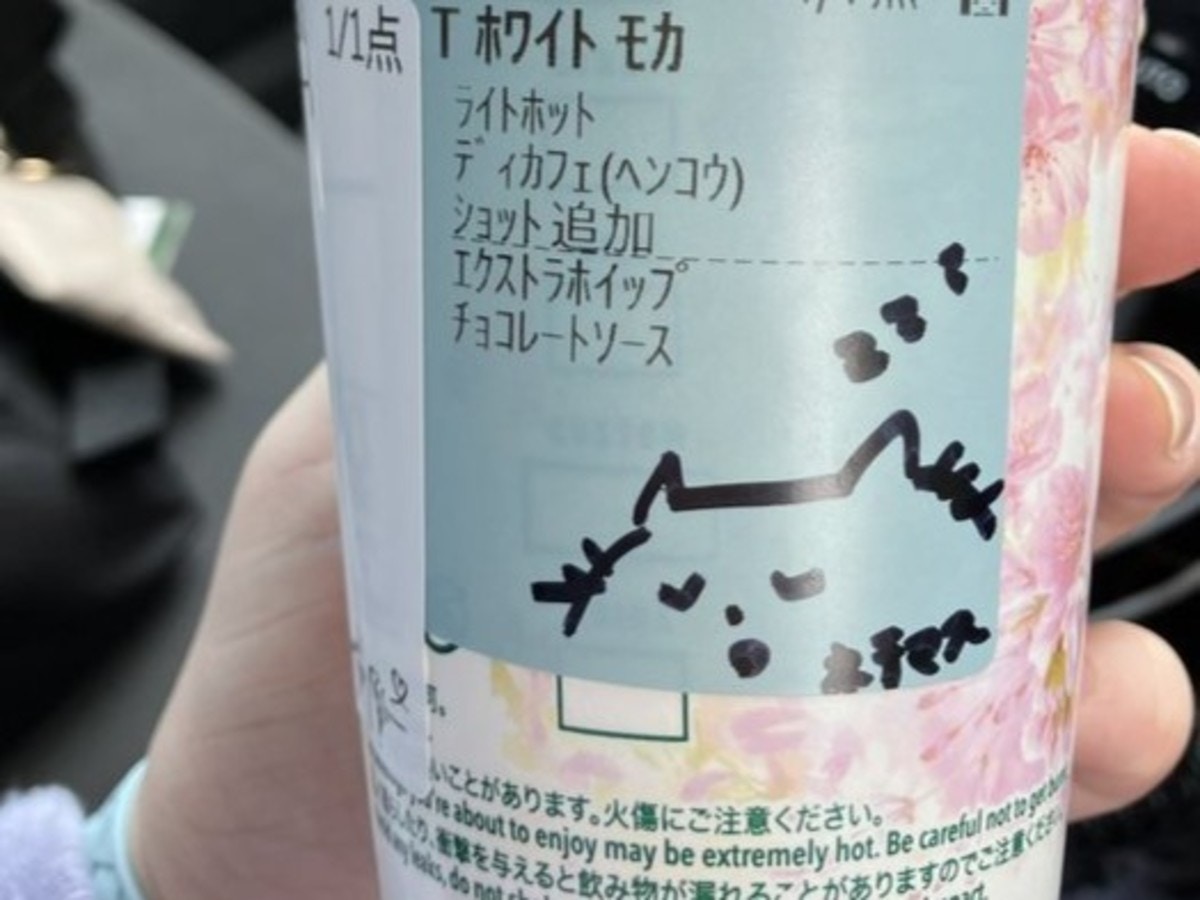 1/1点
T ホワイト モカ
ライトホット
ディカフェ(ヘンコウ)
ショット追加
エクストラホイップ
チョコレートソース
いことがあります。火傷にご注意ください。
're about to enjoy may be extremely hot. Be careful not to get
衝撃を与えると飲み物が漏れることがありますのでご注意くださ
leaks, do not